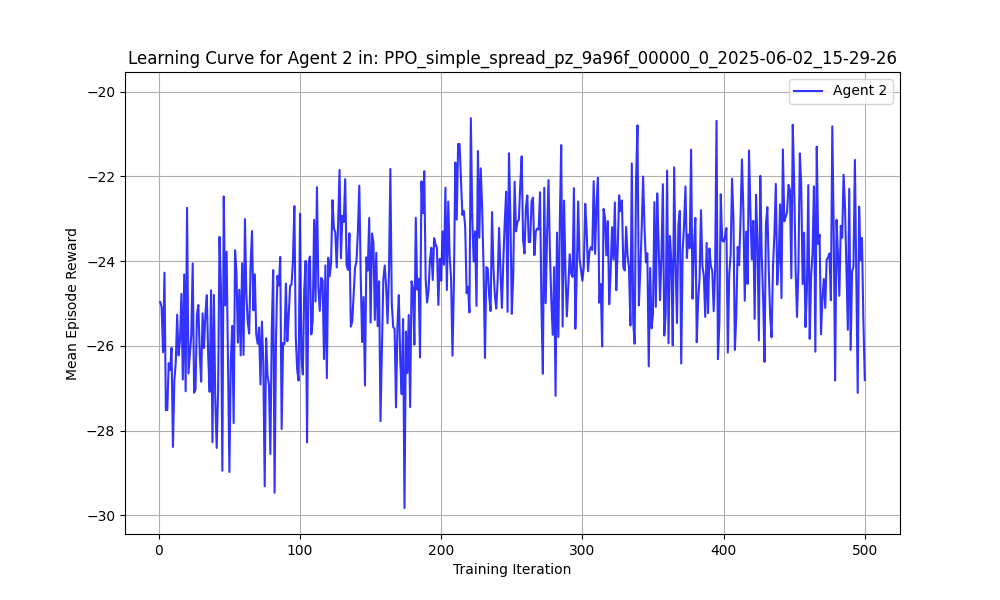 Learning Curve for Agent 2 in: PPO_simple_spread_pz_9a96f_00000_0_2025-06-02_15-29-26
Agent 2
Mean Episode Reward
−20
−22
−24
−26
−28
−30
0 100 200 300 400 500
Training Iteration